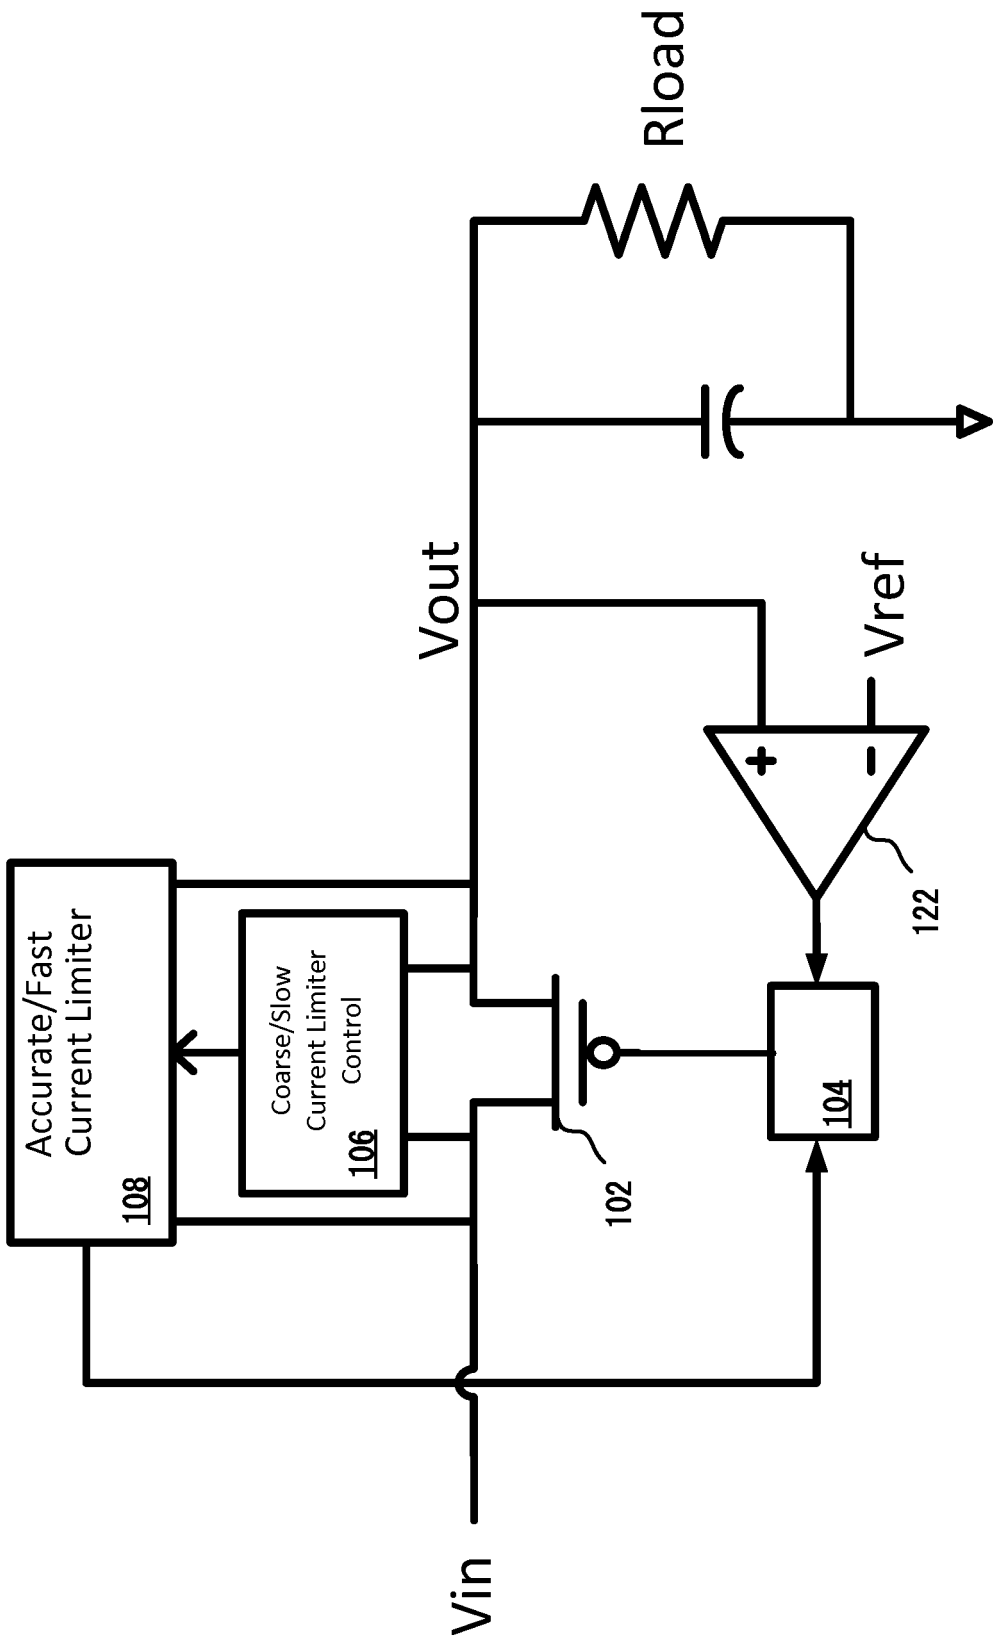 Accurate/Fast
Current Limiter
108
Coarse/Slow
Current Limiter
Control
106
Vin
Vout
Rload
102
104
+
-
Vref
122